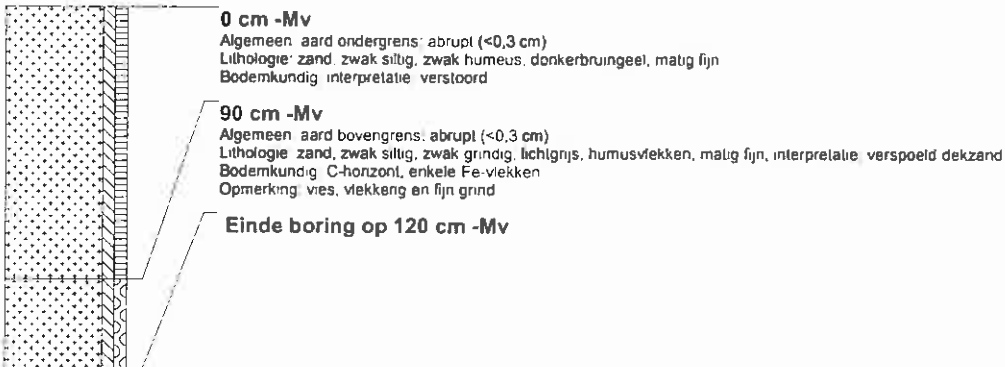 0 cm -Mv
Algemeen aard ondergrens: abrupt (<0,3 cm)
Lithologie: zand, zwak siltig, zwak humeus, donkerbruingeel, matig fijn
Bodemkundig interpretatie verstoord
90 cm -Mv
Algemeen aard bovengrens: abrupt (<0,3 cm)
Lithologie zand, zwak siltig, zwak grindig, lichtgrijs, humusvlekken, matig fijn, interpretatie verspoeld dekzand
Bodemkundig C-horizont, enkele Fe-vlekken
Opmerking vies, vlekkerig en fijn grind
Einde boring op 120 cm -Mv